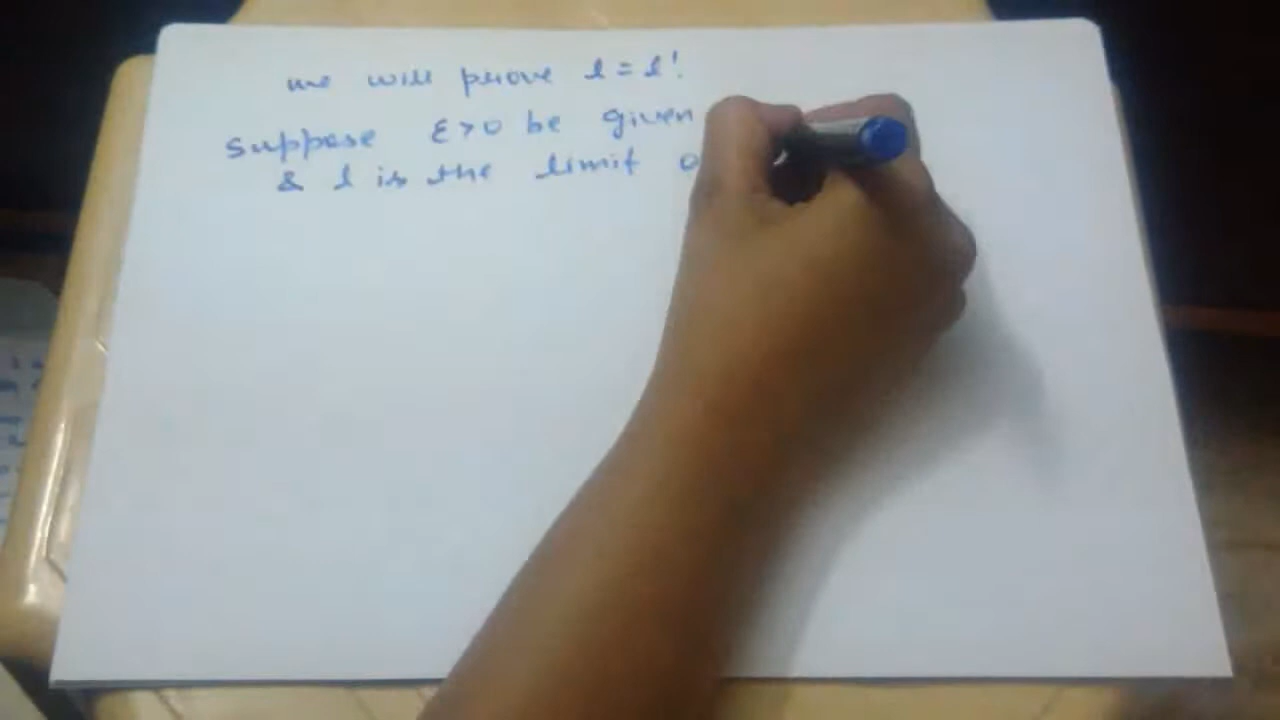 we will prove l = l'.
Suppose ε>0 be given
& l is the limit o